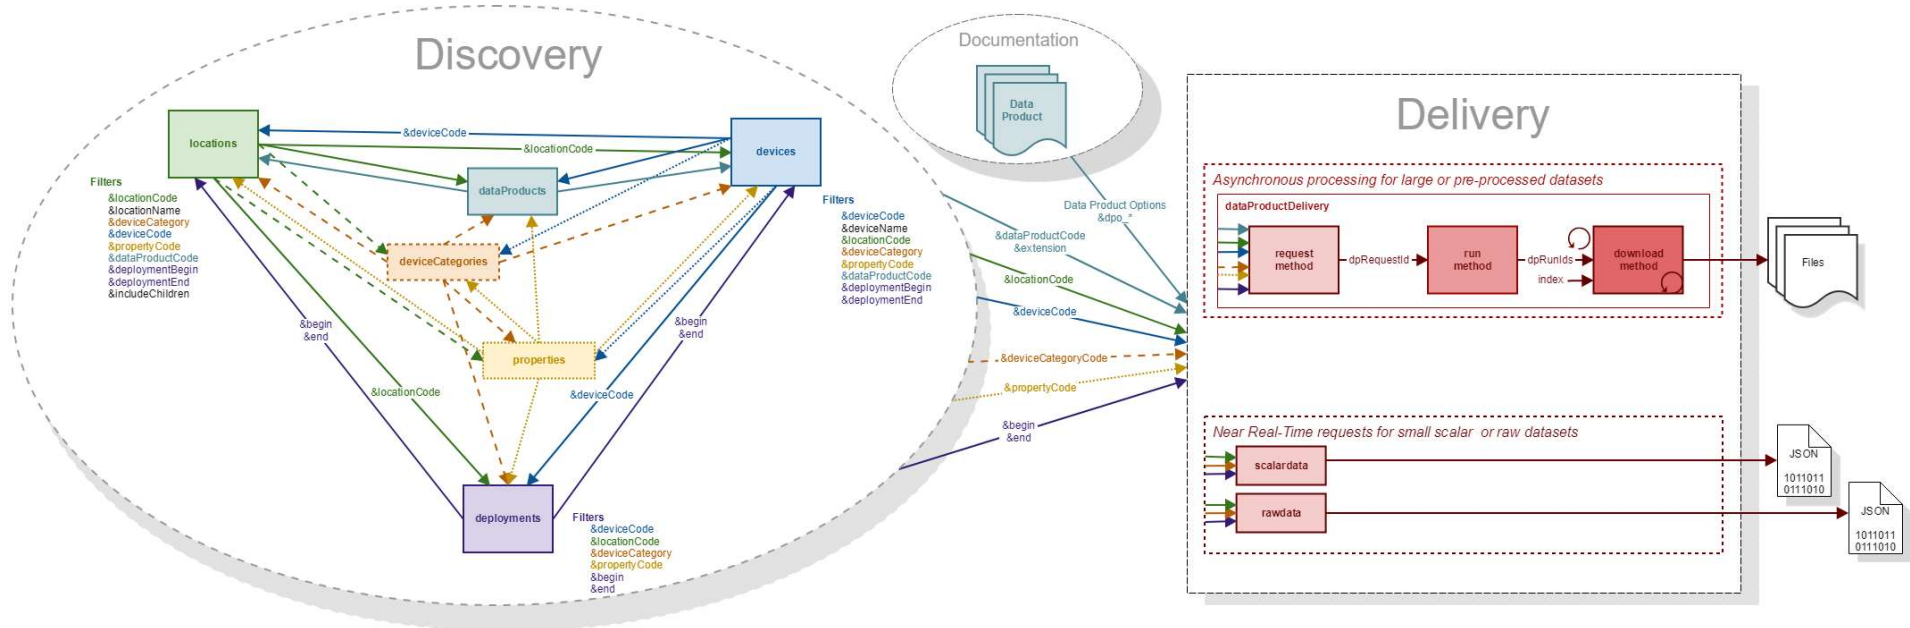 Discovery
locations
&deviceCode
&locationCode
devices
dataProducts
deviceCategories
properties
deployments
Filters
&locationCode
&locationName
&deviceCategory
&deviceCode
&propertyCode
&dataProductCode
&deploymentBegin
&deploymentEnd
&includeChildren
Filters
&deviceCode
&deviceName
&locationCode
&deviceCategory
&propertyCode
&dataProductCode
&deploymentBegin
&deploymentEnd
&begin
&end
&begin
&end
&locationCode
&deviceCode
Filters
&deviceCode
&locationCode
&deviceCategory
&propertyCode
&begin
&end
Documentation
Data
Product
Data Product Options
&dpo_*
&dataProductCode
&extension
&locationCode
&deviceCode
&deviceCategoryCode
&propertyCode
&begin
&end
Delivery
Asynchronous processing for large or pre-processed datasets
dataProductDelivery
request
method
dpRequestId
run
method
dpRunIds
index
download
method
Files
Near Real-Time requests for small scalar or raw datasets
scalardata
rawdata
JSON
1011011
0111010
JSON
1011011
0111010